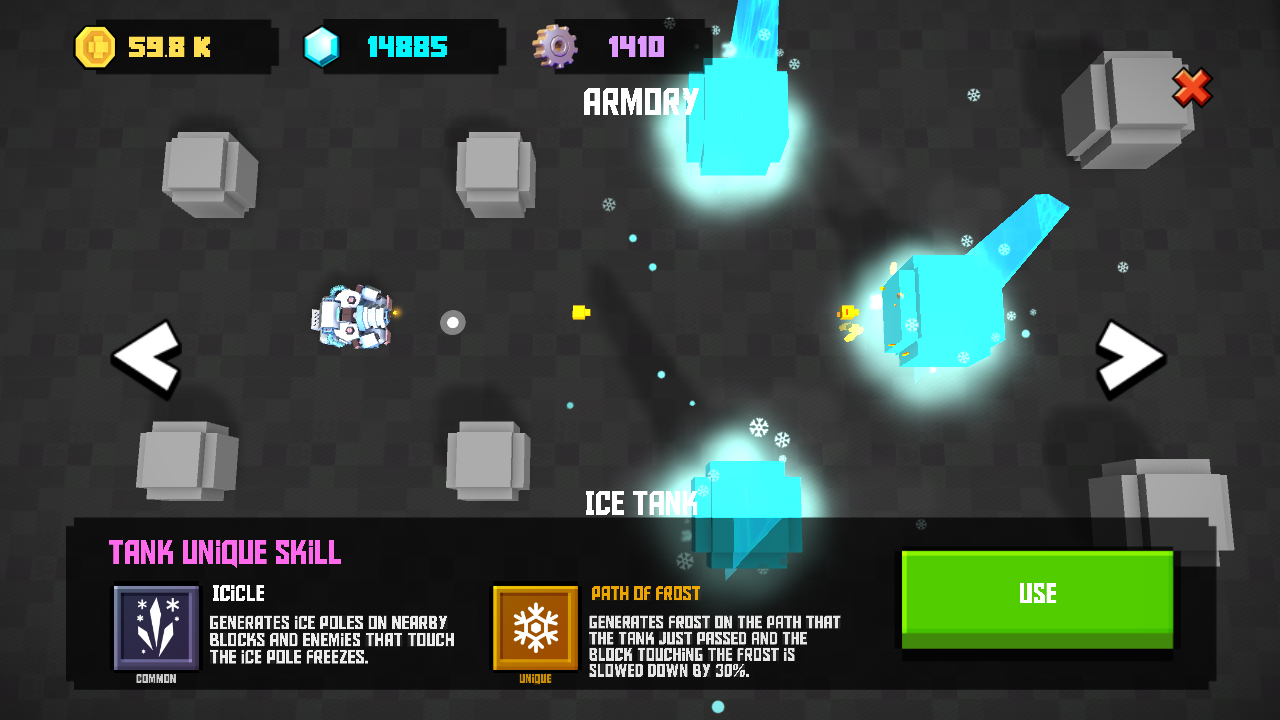 59.8 K
14885
1410
ARMORY
ICE TANK
TANK UNIQUE SKILL
ICICLE
GENERATES ICE POLES ON NEARBY
BLOCKS AND ENEMIES THAT TOUCH
THE ICE POLE FREEZES.
COMMON
PATH OF FROST
GENERATES FROST ON THE PATH THAT
THE TANK JUST PASSED AND THE
BLOCK TOUCHING THE FROST IS
SLOWED DOWN BY 30%.
UNIQUE
USE